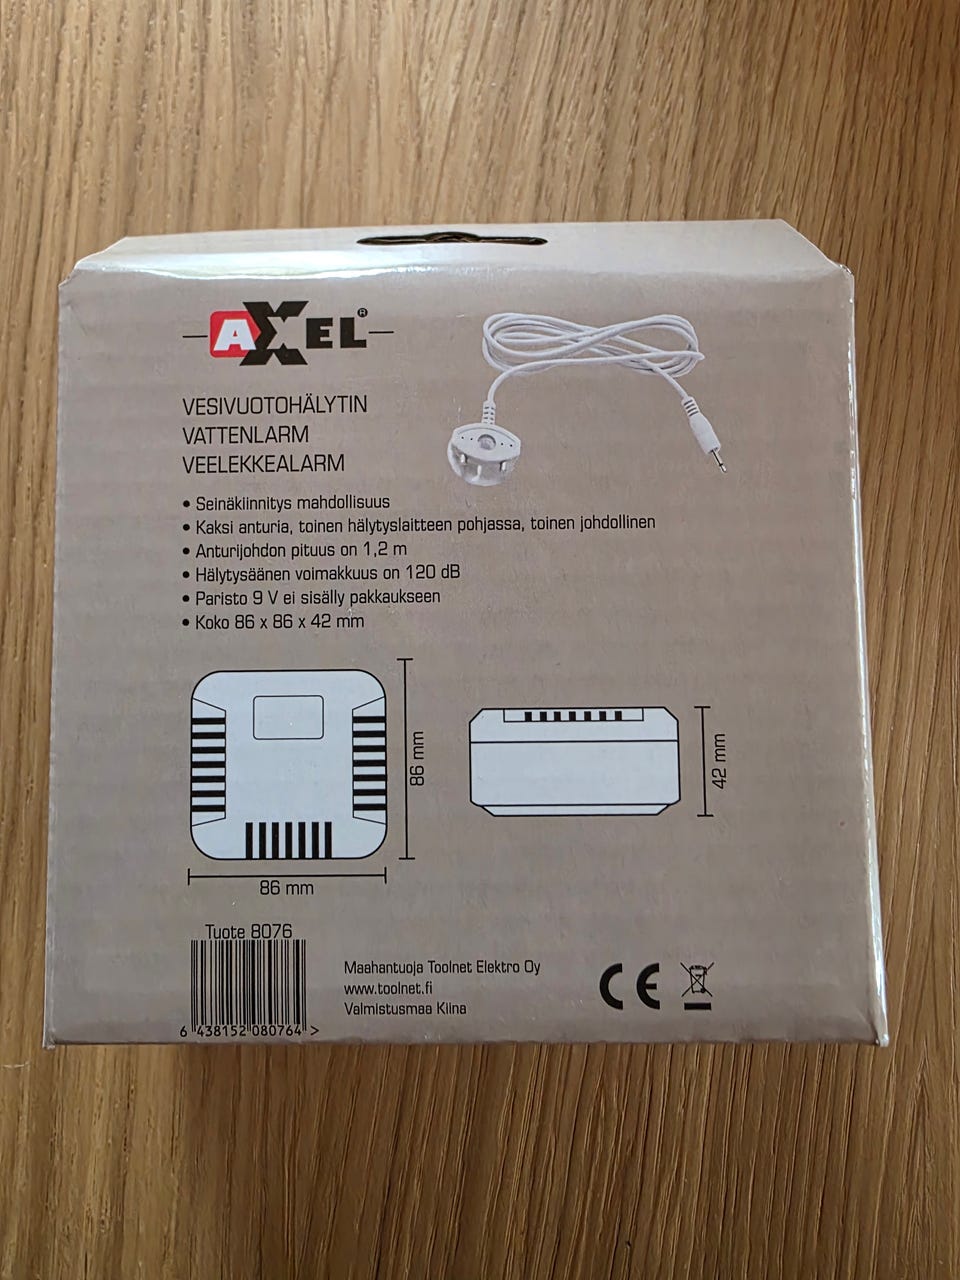 AXEL®
VESIVUOTOHÄLYTIN
VATTENLARM
VEELEKKEALARM
• Seinäkiinnitys mahdollisuus
• Kaksi anturia, toinen hälytyslaitteen pohjassa, toinen johdollinen
• Anturijohdon pituus on 1,2 m
• Hälytysäänen voimakkuus on 120 dB
• Paristo 9 V ei sisälly pakkaukseen
• Koko 86 x 86 x 42 mm
86 mm
42 mm
86 mm
Tuote 8076
6 438152 080764 >
Maahantuoja Toolnet Elektro Oy
www.toolnet.fi
Valmistusmaa Kiina
CE